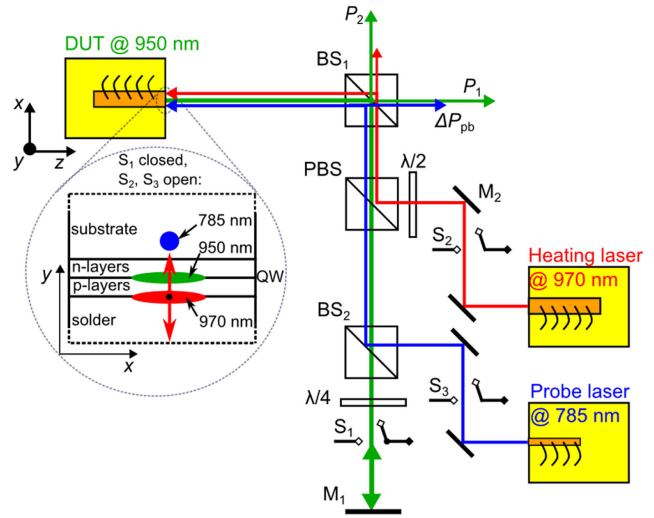 P₂
DUT @ 950 nm
BS₁
P₁
ΔPpb
x
y
z
S₁ closed,
S₂, S₃ open:
PBS
λ/2
M₂
785 nm
substrate
950 nm
S₂
Heating laser
@ 970 nm
n-layers
QW
p-layers
y
970 nm
solder
BS₂
x
Probe laser
@ 785 nm
λ/4
S₃
S₁
M₁